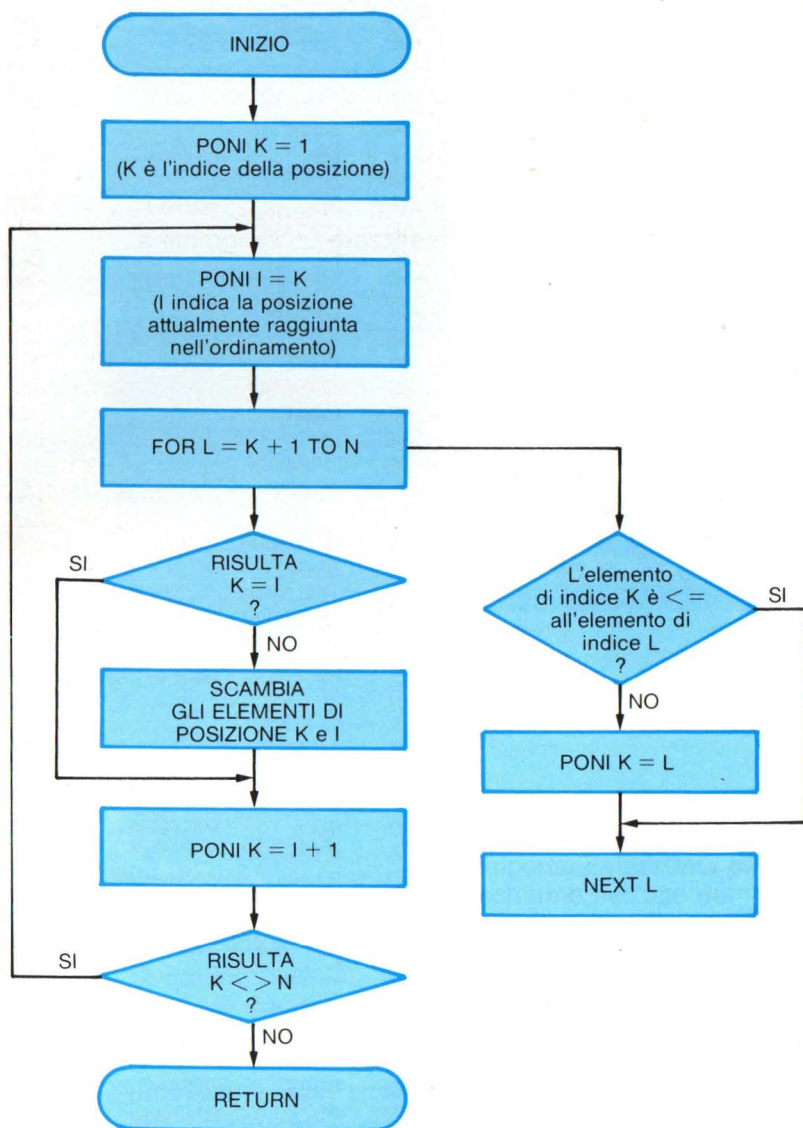 INIZIO
PONI K = 1
(K è l'indice della posizione)
PONI I = K
(I indica la posizione
attualmente raggiunta
nell'ordinamento)
FOR L = K + 1 TO N
SI
RISULTA
K = I
?
NO
SCAMBIA
GLI ELEMENTI DI
POSIZIONE K e I
PONI K = I + 1
SI
RISULTA
K < > N
?
NO
RETURN
L'elemento
di indice K è < =
all'elemento di
indice L
?
SI
NO
PONI K = L
NEXT L